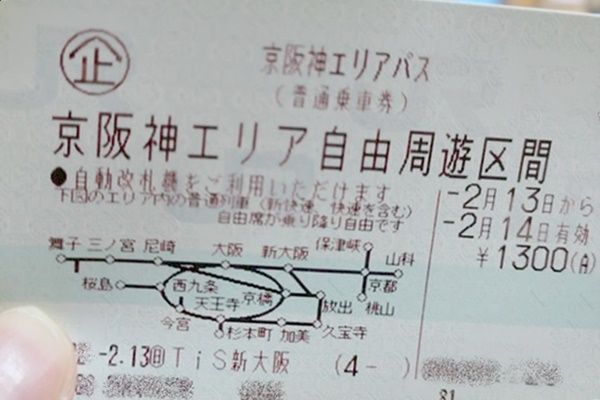 企
京阪神エリアパス
(普通乗車券)
京阪神エリア自由周遊区間
●自動改札機をご利用いただけます
下図のエリア内の普通列車(新快速、快速を含む)
自由席が乗り降り自由です
-2月13日から
-2月14日有効
¥1300(A)
舞子 三ノ宮 尼崎 大阪 新大阪 保津峡 山科
桜島 西九条 京橋 京都
天王寺 放出 桃山
今宮 杉本町 加美 久宝寺
-2.13 TiS新大阪 (4- )
81